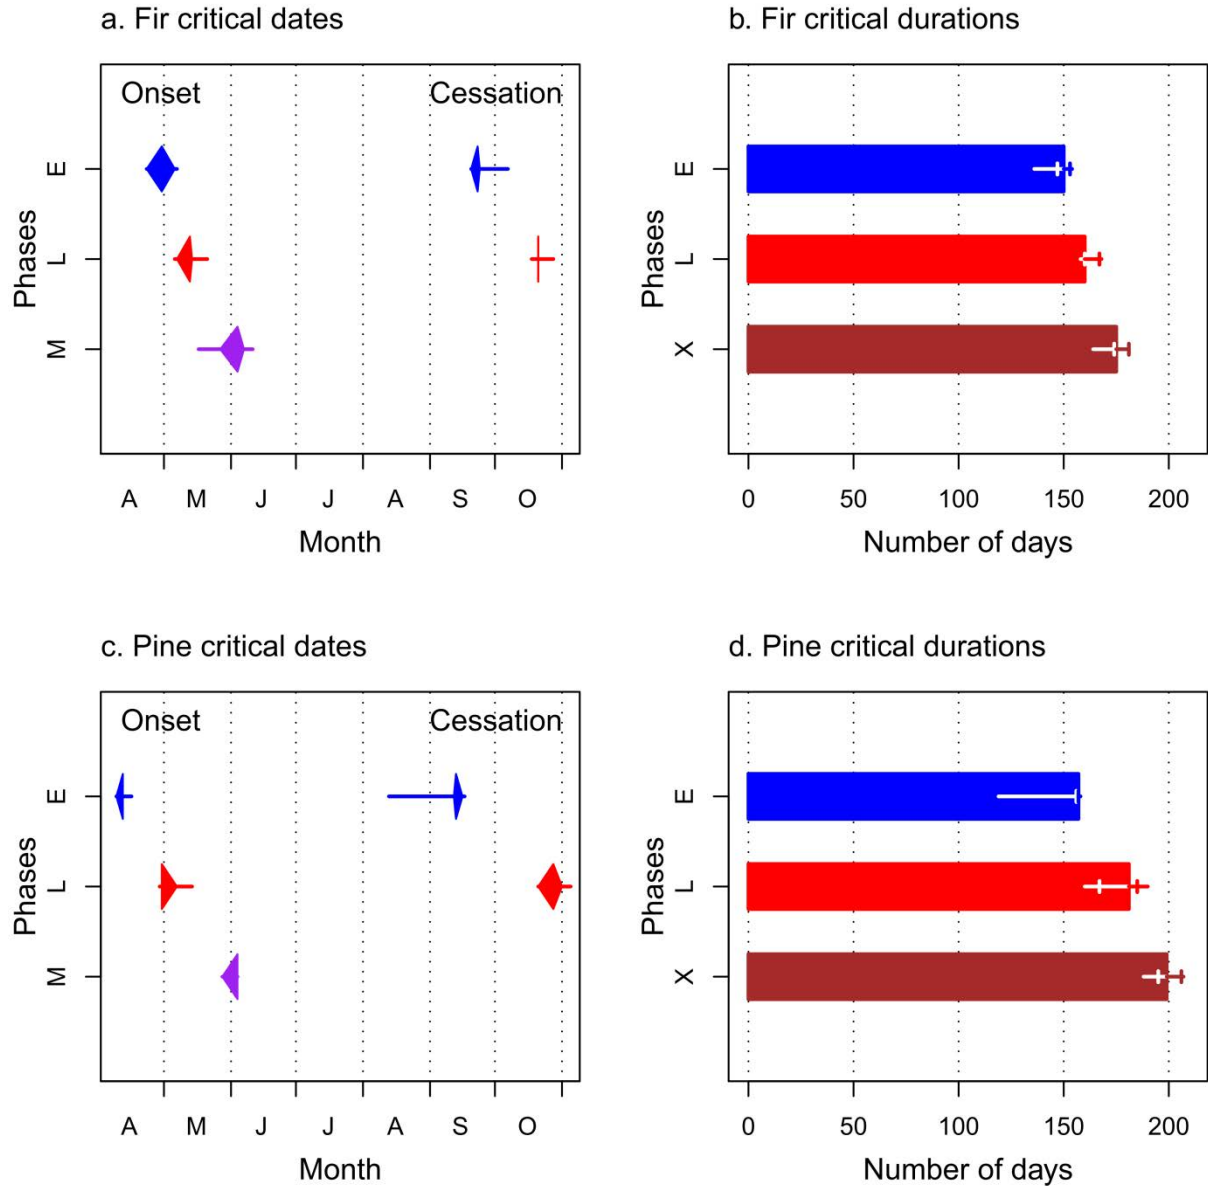 a. Fir critical dates
Onset Cessation
Phases
E
L
M
A M J J A S O
Month
b. Fir critical durations
Phases
E
L
X
0 50 100 150 200
Number of days
c. Pine critical dates
Onset Cessation
Phases
E
L
M
A M J J A S O
Month
d. Pine critical durations
Phases
E
L
X
0 50 100 150 200
Number of days